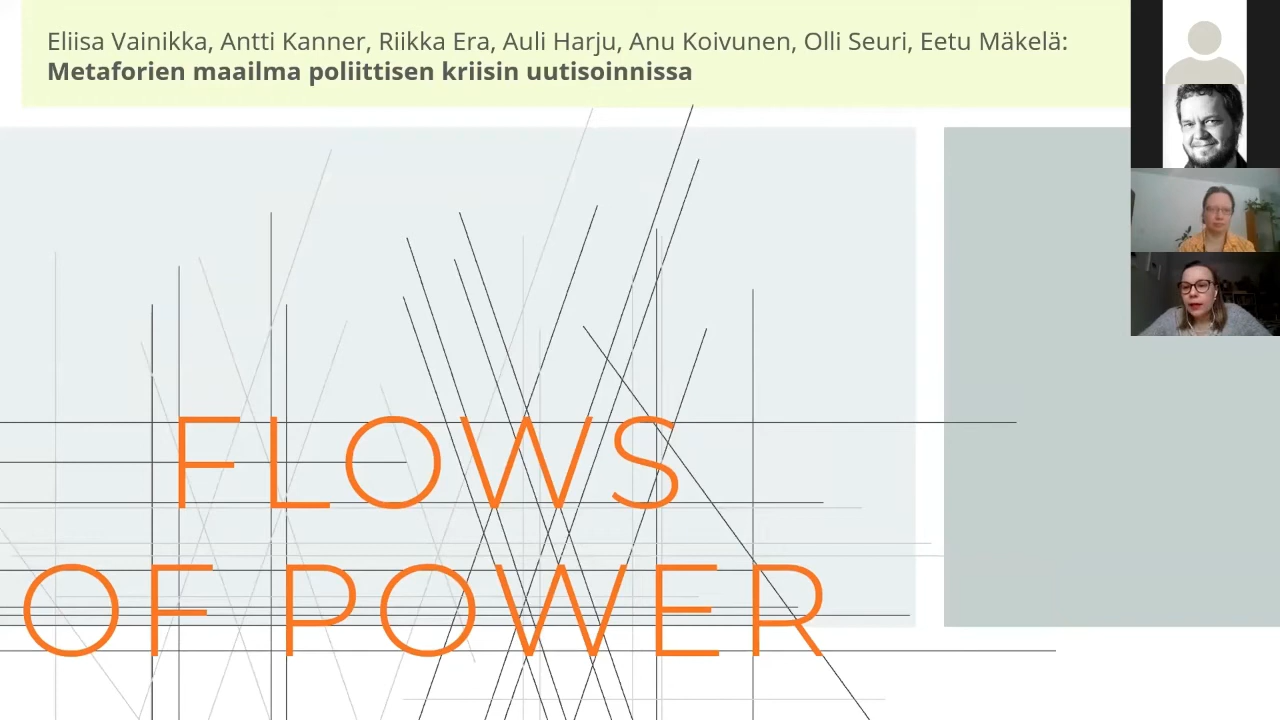 Eliisa Vainikka, Antti Kanner, Riikka Era, Auli Harju, Anu Koivunen, Olli Seuri, Eetu Mäkelä:
Metaforien maailma poliittisen kriisin uutisoinnissa
FLOWS
OF POWER